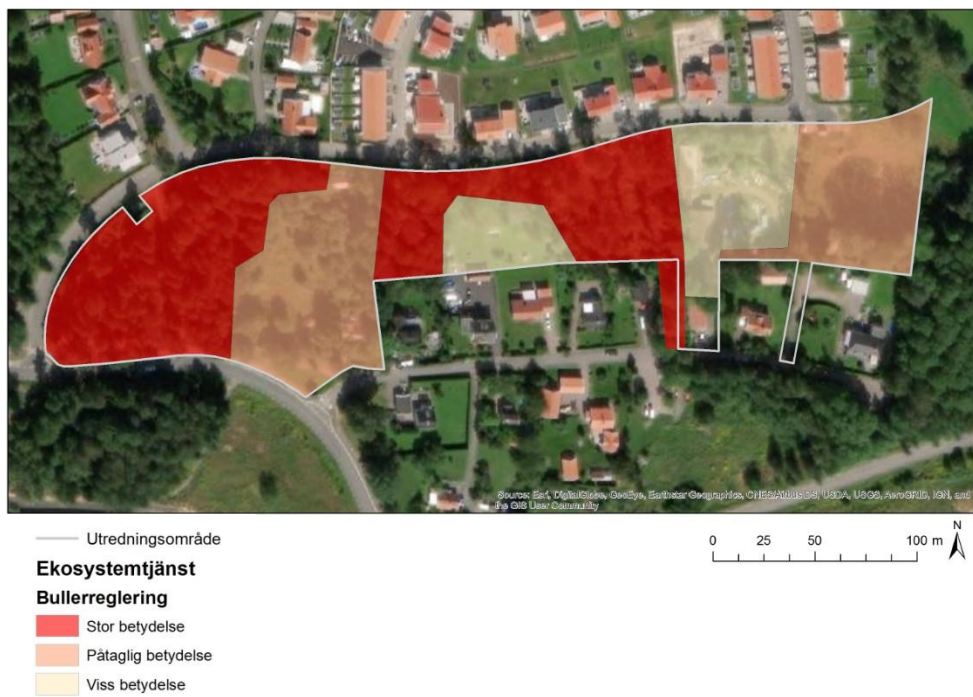 Source: Esri, DigitalGlobe, GeoEye, Earthstar Geographics, CNES/Airbus DS, USDA, USGS, AeroGRID, IGN, and
the GIS User Community
Utredningsområde
Ekosystemtjänst
Bullerreglering
Stor betydelse
Påtaglig betydelse
Viss betydelse
0 25 50 100 m
N